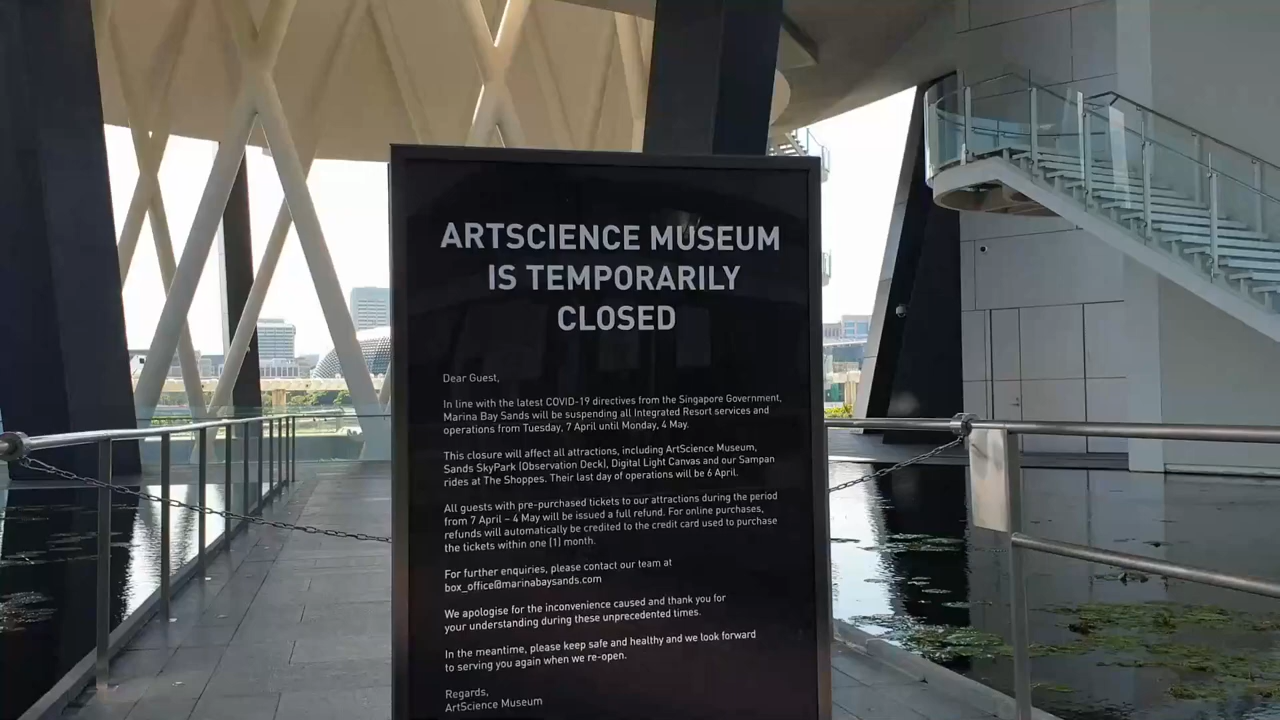 ARTSCIENCE MUSEUM
IS TEMPORARILY
CLOSED
Dear Guest,
In line with the latest COVID-19 directives from the Singapore Government,
Marina Bay Sands will be suspending all Integrated Resort services and
operations from Tuesday, 7 April until Monday, 4 May.
This closure will affect all attractions, including ArtScience Museum,
Sands SkyPark (Observation Deck), Digital Light Canvas and our Sampan
rides at The Shoppes. Their last day of operations will be 6 April.
All guests with pre-purchased tickets to our attractions during the period
from 7 April – 4 May will be issued a full refund. For online purchases,
refunds will automatically be credited to the credit card used to purchase
the tickets within one (1) month.
For further enquiries, please contact our team at
box_office@marinabaysands.com
We apologise for the inconvenience caused and thank you for
your understanding during these unprecedented times.
In the meantime, please keep safe and healthy and we look forward
to serving you again when we re-open.
Regards,
ArtScience Museum